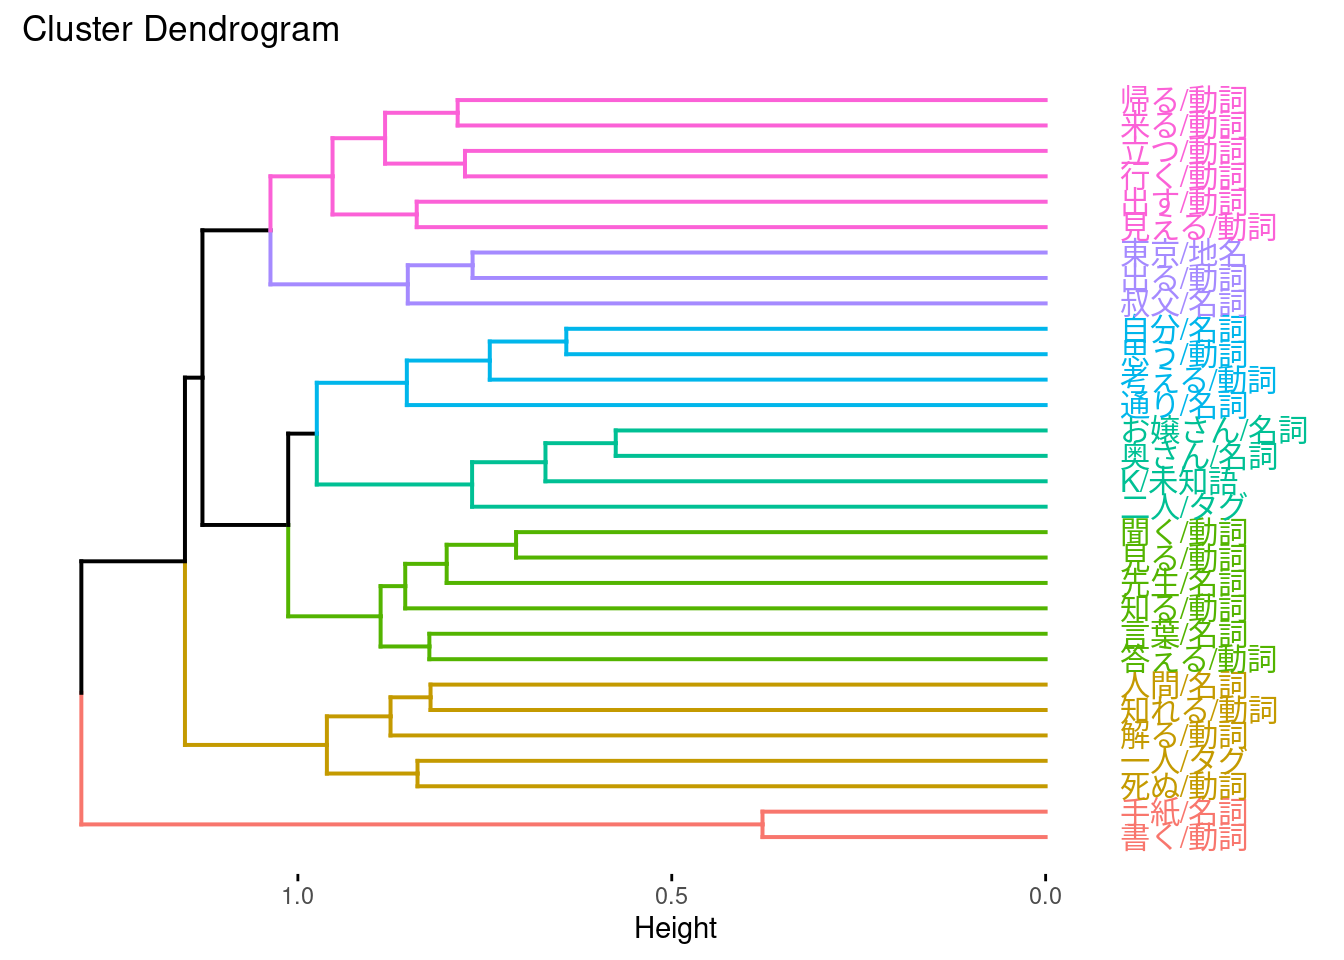 Cluster Dendrogram
帰る/動詞
来る/動詞
立つ/動詞
行く/動詞
出す/動詞
見える/動詞
東京/地名
出る/動詞
叔父/名詞
自分/名詞
思う/動詞
考える/動詞
通り/名詞
お嬢さん/名詞
奥さん/名詞
K/未知語
二人/タグ
聞く/動詞
見る/動詞
先生/名詞
知る/動詞
言葉/名詞
答える/動詞
人間/名詞
知れる/動詞
解る/動詞
一人/タグ
死ぬ/動詞
手紙/名詞
書く/動詞
1.0 0.5 0.0
Height